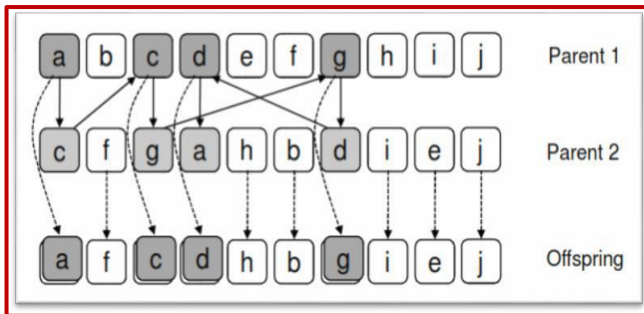 a b c d e f g h i j Parent 1
c f g a h b d i e j Parent 2
a f c d h b g i e j Offspring